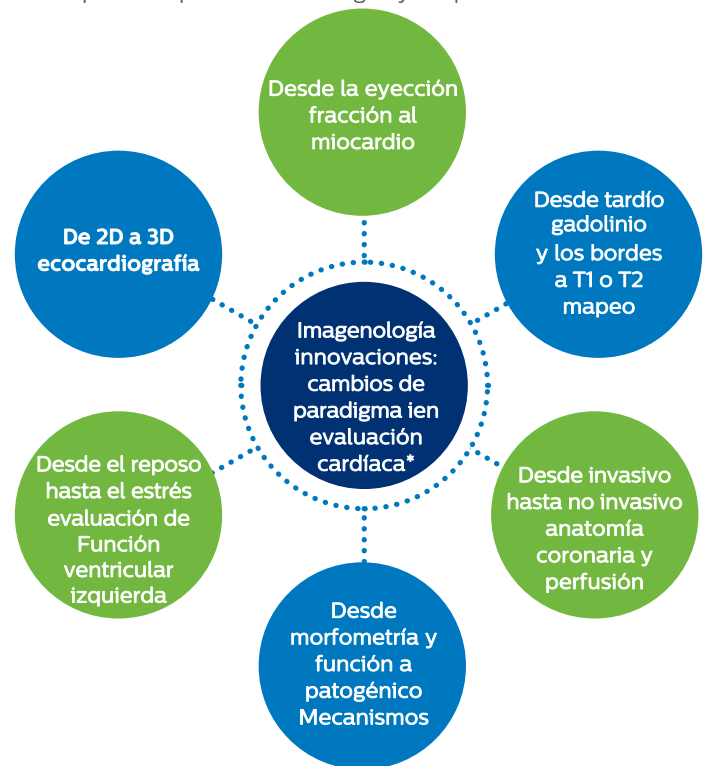 Desde la eyección
fracción al
miocardio
De 2D a 3D
ecocardiografía
Desde tardío
gadolinio
y los bordes
a T1 o T2
mapeo
Imagenología
innovaciones:
cambios de
paradigma ien
evaluación
cardíaca*
Desde el reposo
hasta el estrés
evaluación de
Función
ventricular
izquierda
Desde invasivo
hasta no invasivo
anatomía
coronaria y
perfusión
Desde
morfometría y
función a
patogénico
Mecanismos